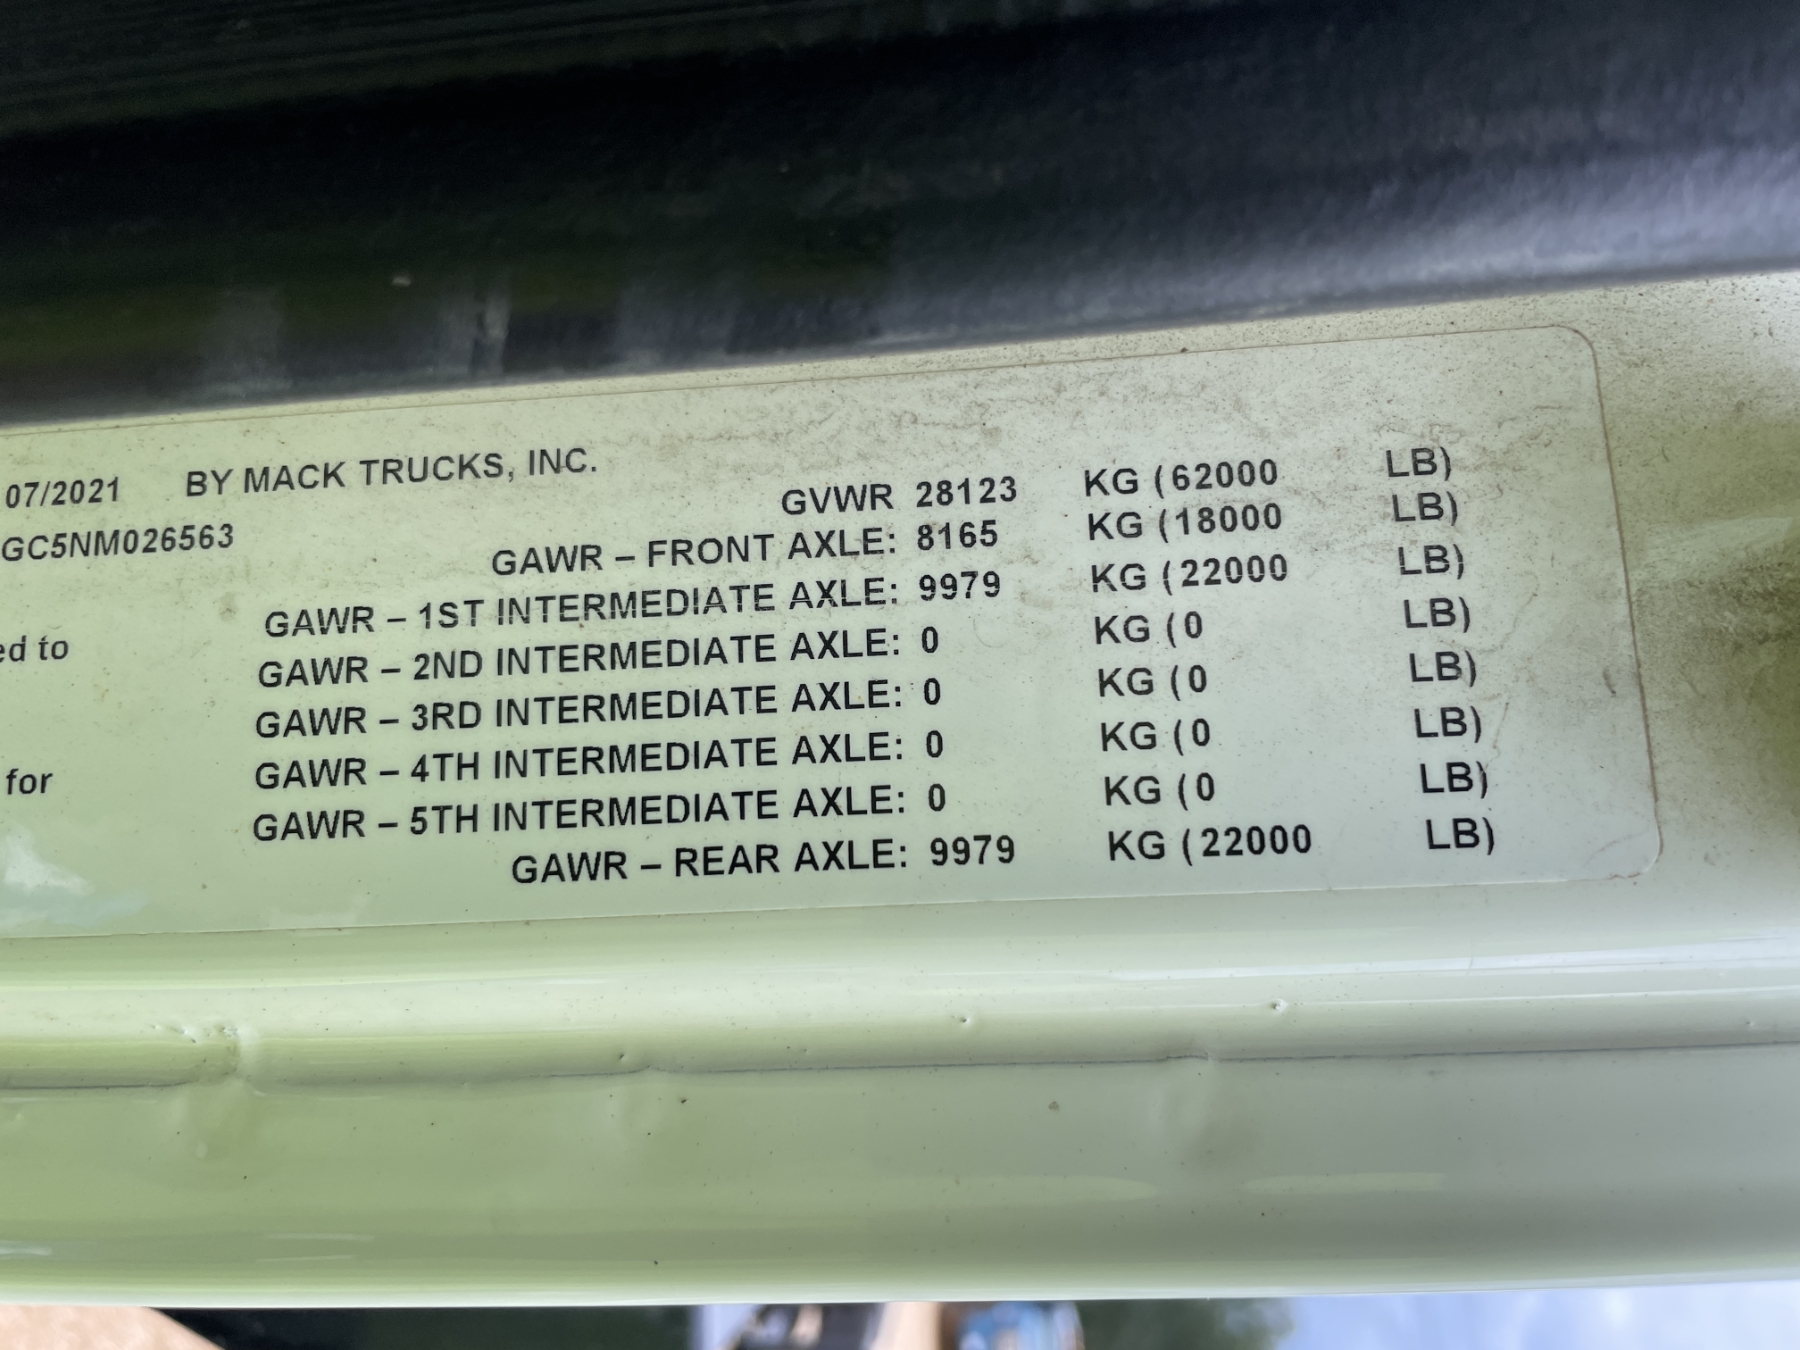 07/2021 BY MACK TRUCKS, INC.
GVWR 28123 KG (62000 LB)
GC5NM026563
GAWR – FRONT AXLE: 8165 KG (18000 LB)
GAWR – 1ST INTERMEDIATE AXLE: 9979 KG (22000 LB)
ed to
GAWR – 2ND INTERMEDIATE AXLE: 0 KG (0 LB)
GAWR – 3RD INTERMEDIATE AXLE: 0 KG (0 LB)
for
GAWR – 4TH INTERMEDIATE AXLE: 0 KG (0 LB)
GAWR – 5TH INTERMEDIATE AXLE: 0 KG (0 LB)
GAWR – REAR AXLE: 9979 KG (22000 LB)